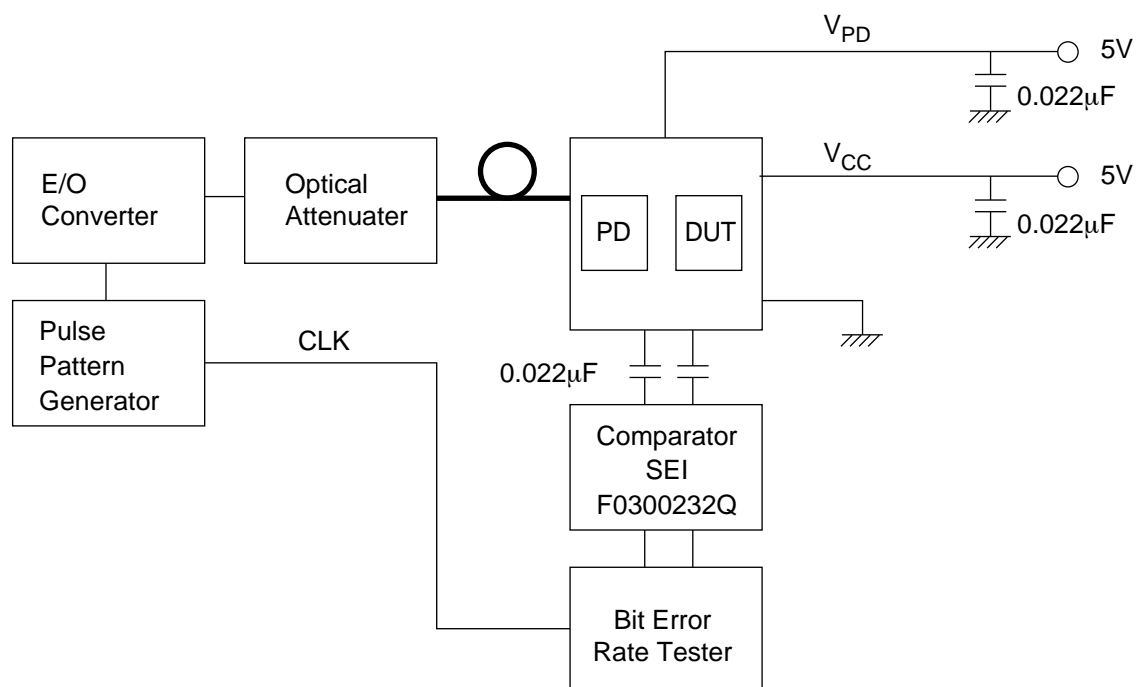 V_PD
5V
0.022µF
V_CC
5V
0.022µF
E/O
Converter
Optical
Attenuater
PD
DUT
Pulse
Pattern
Generator
CLK
0.022µF
Comparator
SEI
F0300232Q
Bit Error
Rate Tester